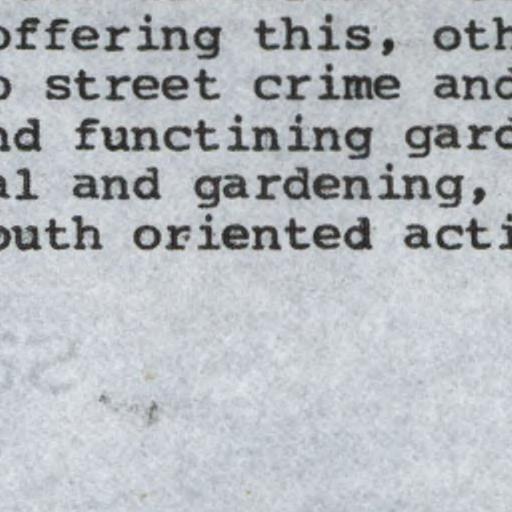 offering this, oth
o street crime and
nd functining gard
al and gardening,
outh oriented acti